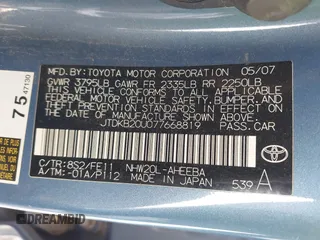 MFD. BY: TOYOTA MOTOR CORPORATION 05/07
GVWR 3795LB GAWR FR 2335LB RR 2250LB
THIS VEHICLE CONFORMS TO ALL APPLICABLE
FEDERAL MOTOR VEHICLE SAFETY, BUMPER, AND
THEFT PREVENTION STANDARDS IN EFFECT ON
THE DATE OF MANUFACTURE SHOWN ABOVE.
JTDKB20U077668819 PASS.CAR
C/TR: 8S2/FE11 NHW20L-AHEEBA
A/TM: -01A/P112 MADE IN JAPAN
539 A
TOYOTA
75
47130
DREAMBID